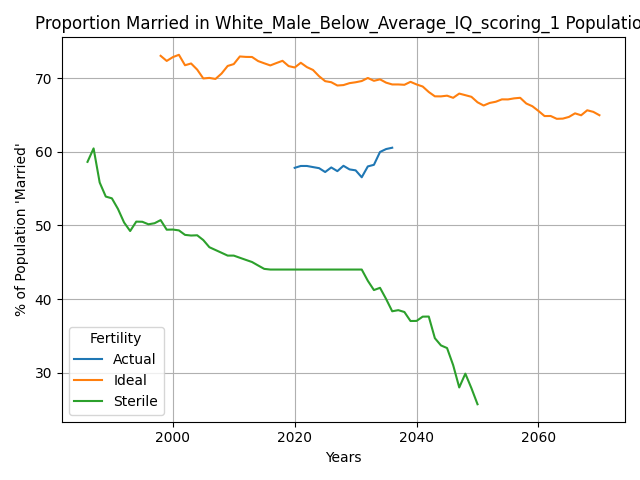 Proportion Married in White_Male_Below_Average_IQ_scoring_1 Populatio
% of Population 'Married'
70
60
50
40
30
Fertility
Actual
Ideal
Sterile
2000 2020 2040 2060
Years